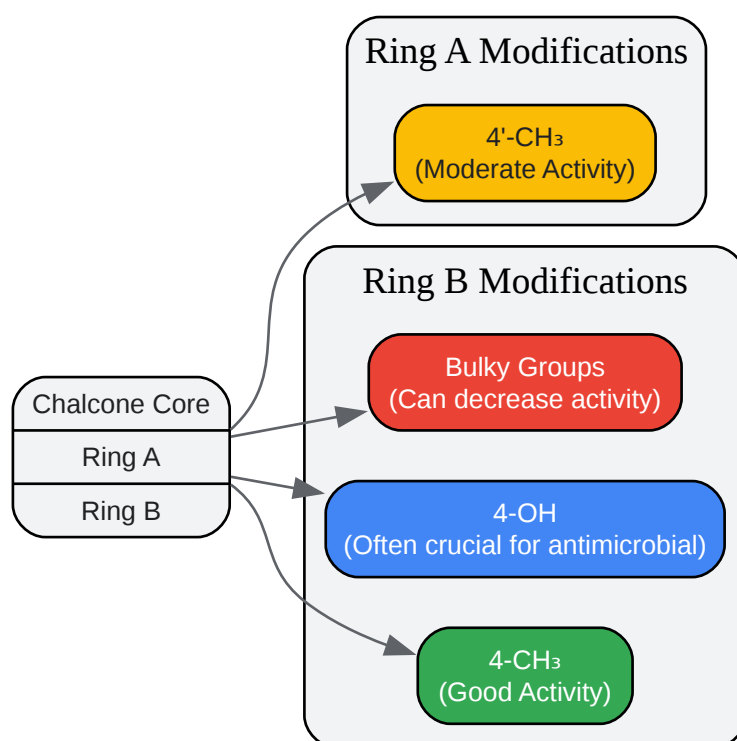 Ring A Modifications
4'-CH₃
(Moderate Activity)
Ring B Modifications
Bulky Groups
(Can decrease activity)
Chalcone Core
Ring A
Ring B
4-OH
(Often crucial for antimicrobial)
4-CH₃
(Good Activity)